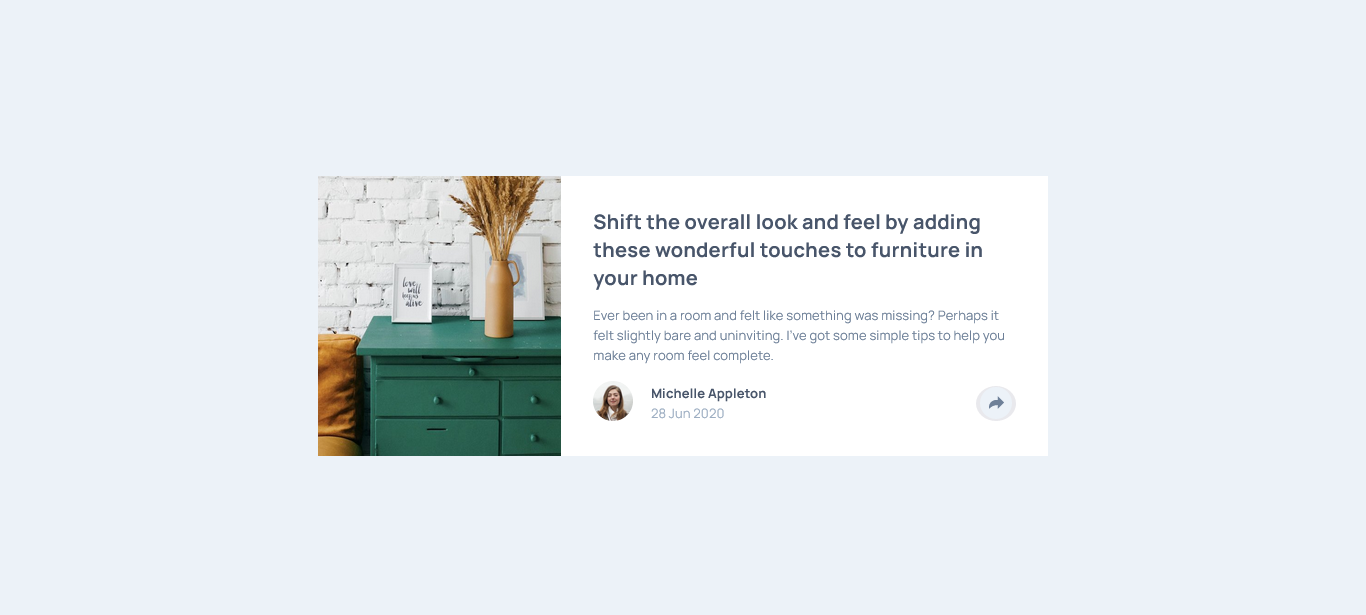 love
will
keep us
alive
Shift the overall look and feel by adding
these wonderful touches to furniture in
your home
Ever been in a room and felt like something was missing? Perhaps it
felt slightly bare and uninviting. I've got some simple tips to help you
make any room feel complete.
Michelle Appleton
28 Jun 2020